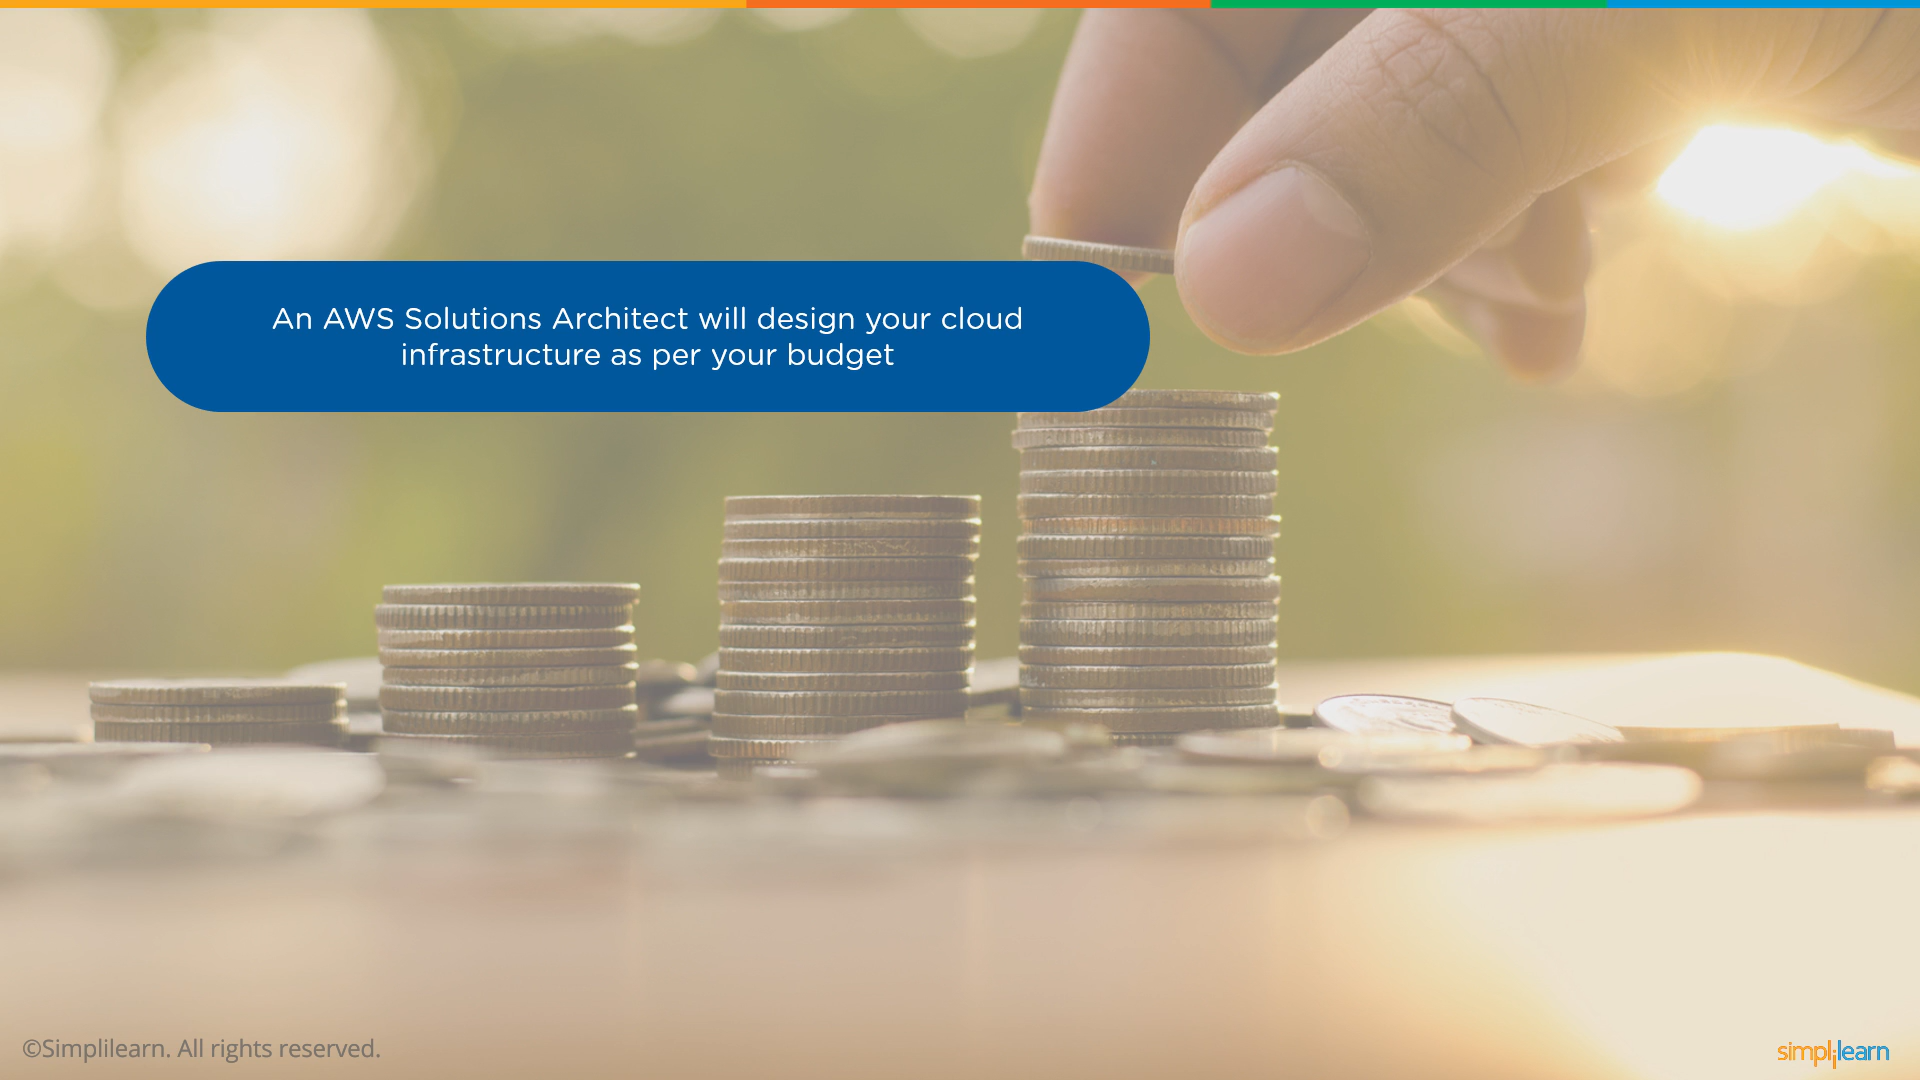 An AWS Solutions Architect will design your cloud
infrastructure as per your budget
©Simplilearn. All rights reserved.
simplilearn